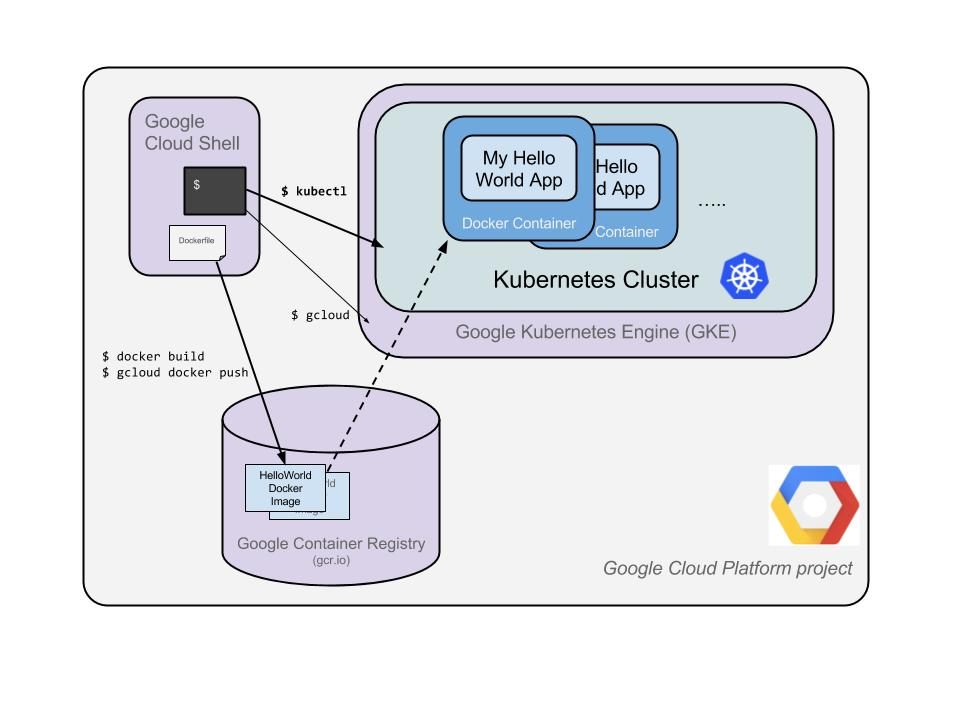 Google
Cloud Shell
$
Dockerfile
$ kubectl
$ gcloud
$ docker build
$ gcloud docker push
My Hello
World App
Docker Container
Hello
d App
Container
.....
Kubernetes Cluster
Google Kubernetes Engine (GKE)
HelloWorld
Docker
Image
rld
Image
Google Container Registry
(gcr.io)
Google Cloud Platform project